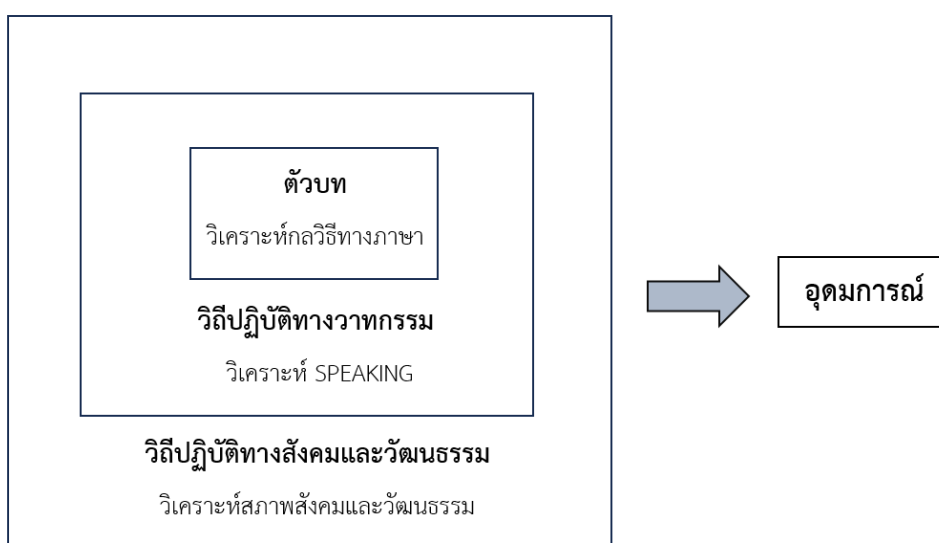 ตัวบท
วิเคราะห์กลวิธีทางภาษา
วิถีปฏิบัติทางวาทกรรม
วิเคราะห์ SPEAKING
วิถีปฏิบัติทางสังคมและวัฒนธรรม
วิเคราะห์สภาพสังคมและวัฒนธรรม
อุดมการณ์